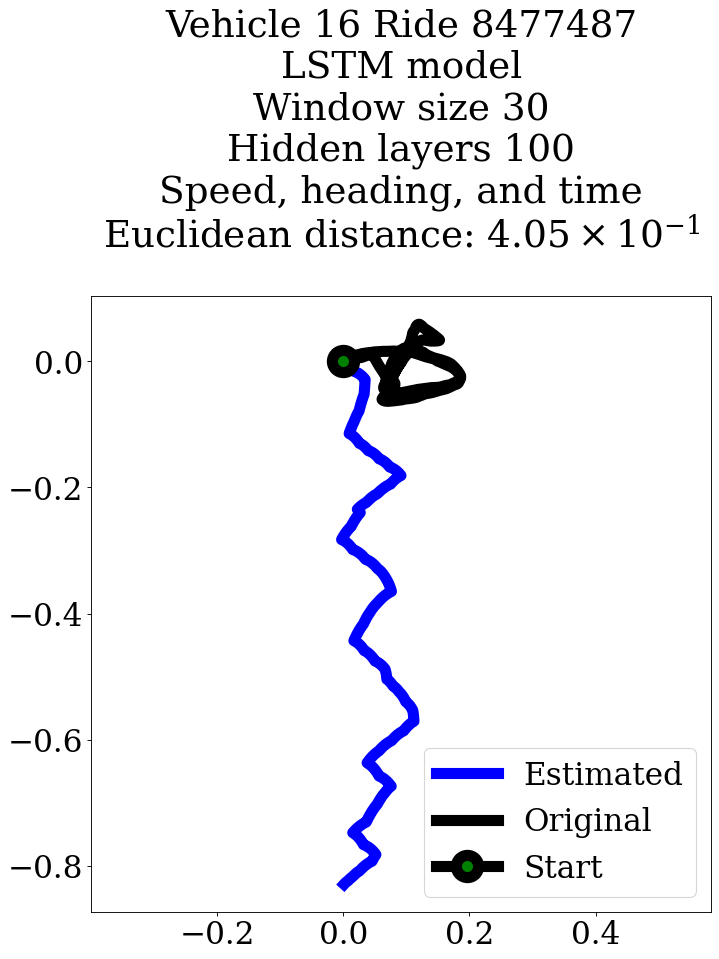 Vehicle 16 Ride 8477487
LSTM model
Window size 30
Hidden layers 100
Speed, heading, and time
Euclidean distance: 4.05 × 10⁻¹
0.0
−0.2
−0.4
−0.6
−0.8
−0.2
0.0
0.2
0.4
Estimated
Original
Start